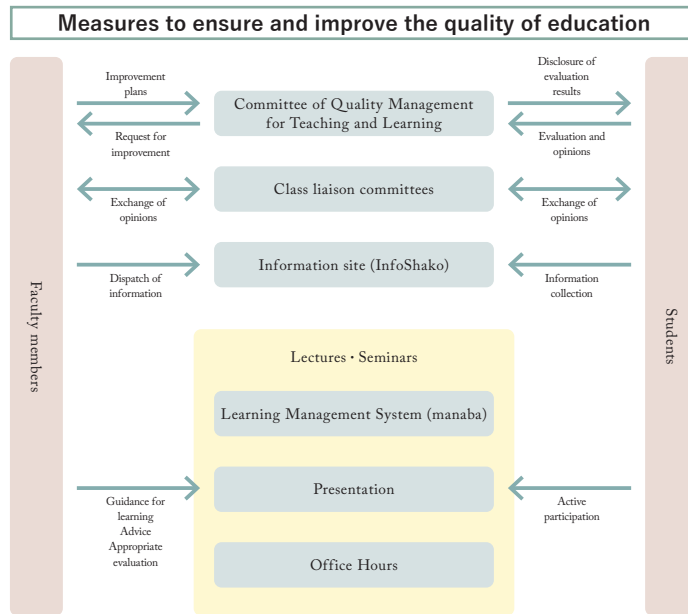 Measures to ensure and improve the quality of education
Faculty members
Improvement
plans
Request for
improvement
Committee of Quality Management
for Teaching and Learning
Disclosure of
evaluation
results
Evaluation and
opinions
Exchange of
opinions
Class liaison committees
Exchange of
opinions
Dispatch of
information
Information site (InfoShako)
Information
collection
Lectures・Seminars
Learning Management System (manaba)
Guidance for
learning
Advice
Appropriate
evaluation
Presentation
Active
participation
Office Hours
Students